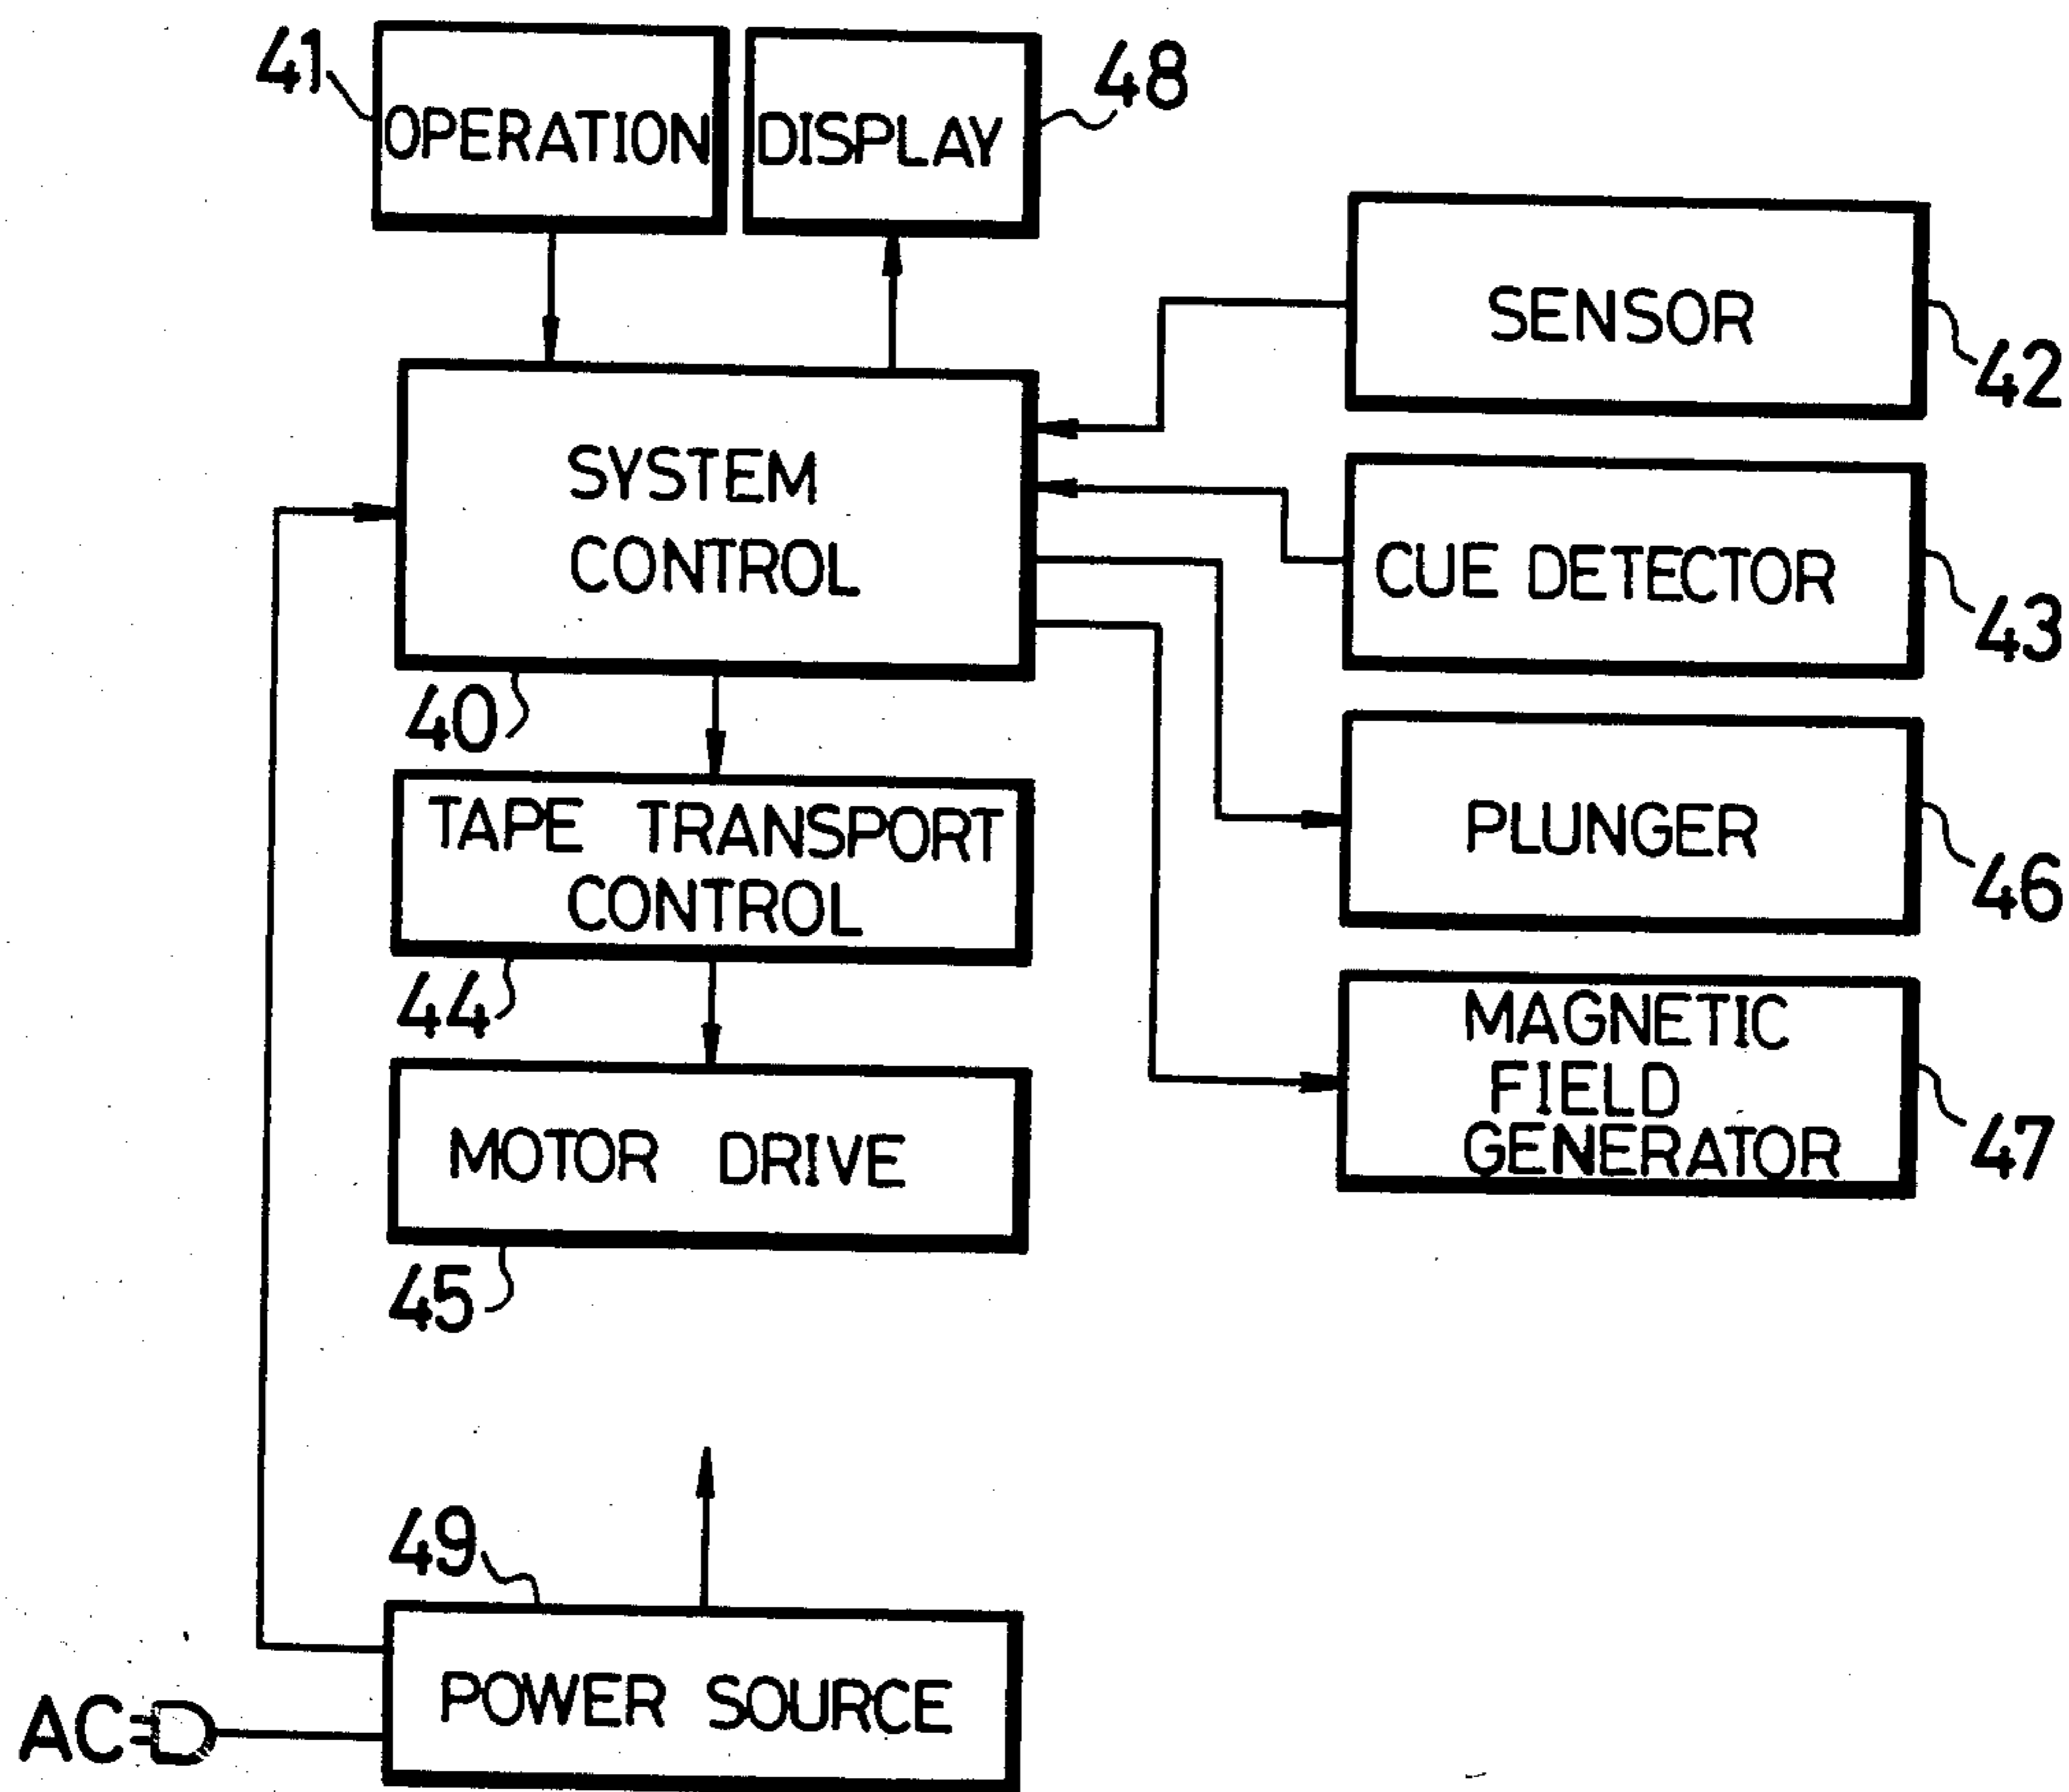 41
OPERATION
DISPLAY
48
SENSOR
42
SYSTEM
CONTROL
40
CUE DETECTOR
43
TAPE TRANSPORT
CONTROL
44
PLUNGER
46
MOTOR DRIVE
45
MAGNETIC
FIELD
GENERATOR
47
49
POWER SOURCE
AC